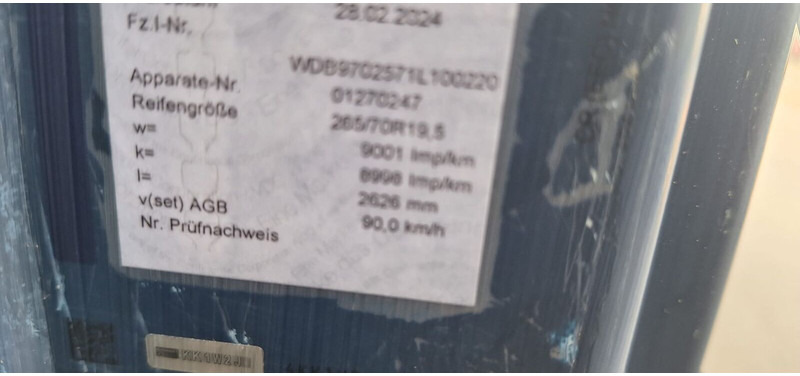 28.02.2024
Fz.I-Nr.
WDB9702571L100220
Apparate-Nr. 01270247
Reifengröße 265/70R19,5
w= 9001 Imp/km
k= 8998 Imp/km
l= 2626 mm
v(set) AGB 90,0 km/h
Nr. Prüfnachweis